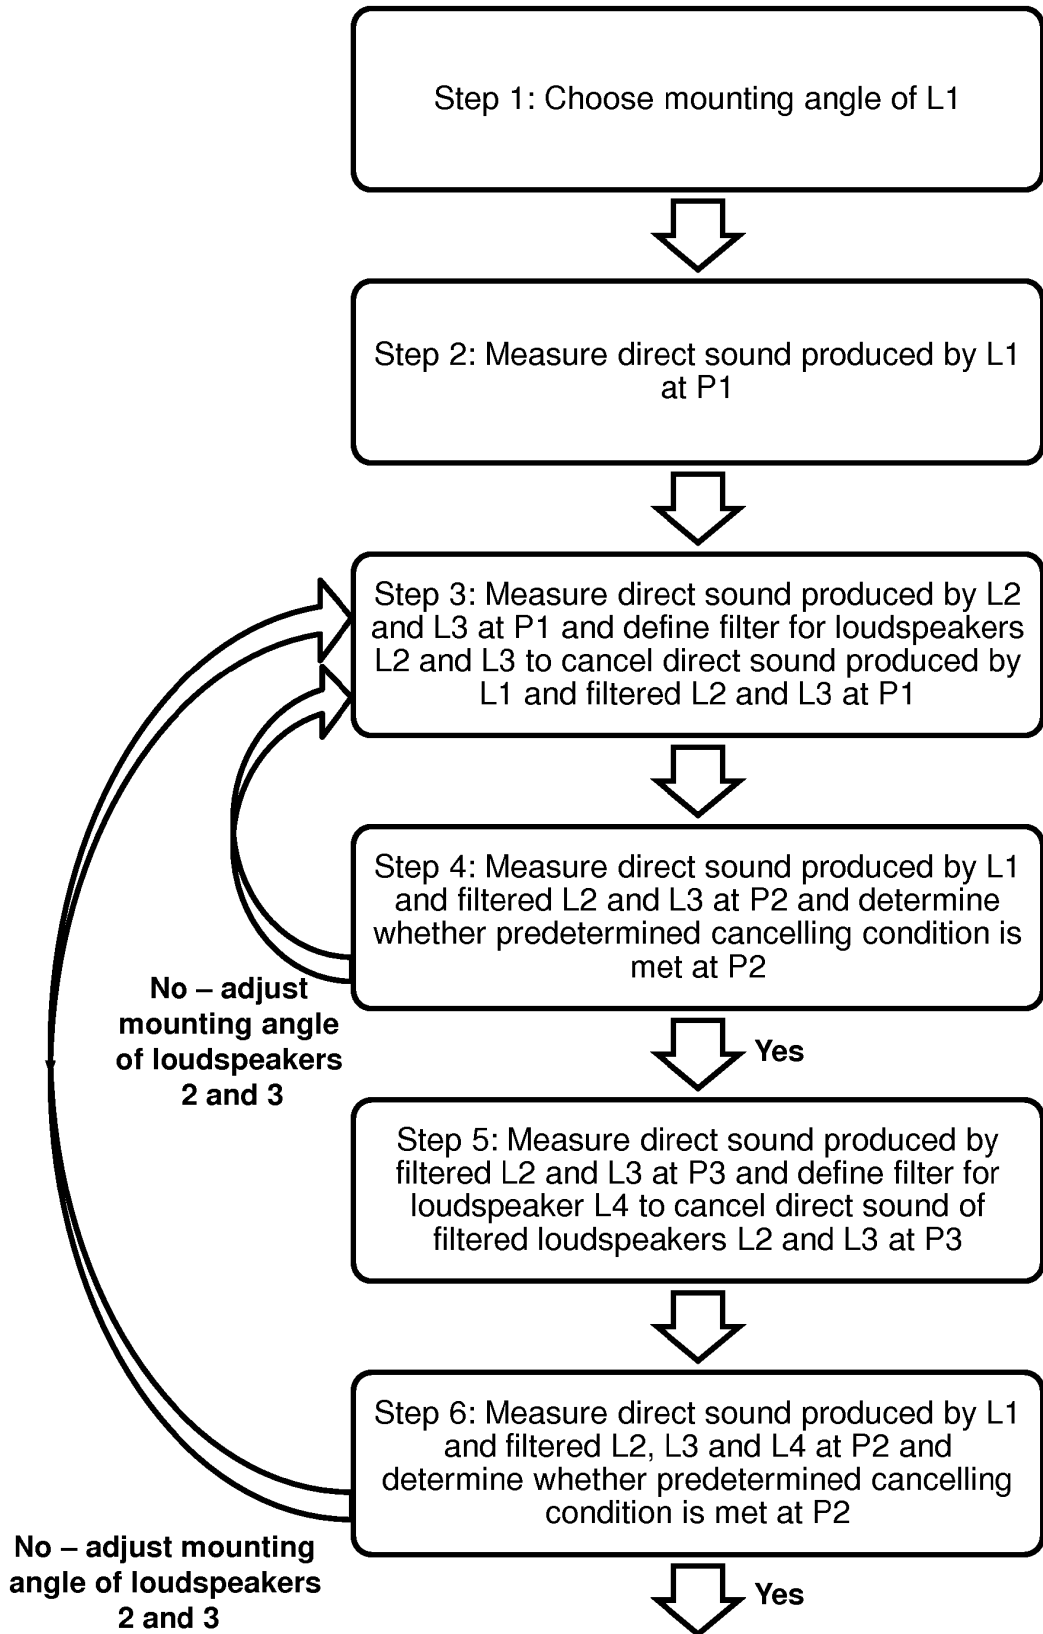 Step 1: Choose mounting angle of L1
Step 2: Measure direct sound produced by L1
at P1
Step 3: Measure direct sound produced by L2
and L3 at P1 and define filter for loudspeakers
L2 and L3 to cancel direct sound produced by
L1 and filtered L2 and L3 at P1
Step 4: Measure direct sound produced by L1
and filtered L2 and L3 at P2 and determine
whether predetermined cancelling condition is
met at P2
No – adjust
mounting angle
of loudspeakers
2 and 3
Yes
Step 5: Measure direct sound produced by
filtered L2 and L3 at P3 and define filter for
loudspeaker L4 to cancel direct sound of
filtered loudspeakers L2 and L3 at P3
Step 6: Measure direct sound produced by L1
and filtered L2, L3 and L4 at P2 and
determine whether predetermined cancelling
condition is met at P2
No – adjust mounting
angle of loudspeakers
2 and 3
Yes